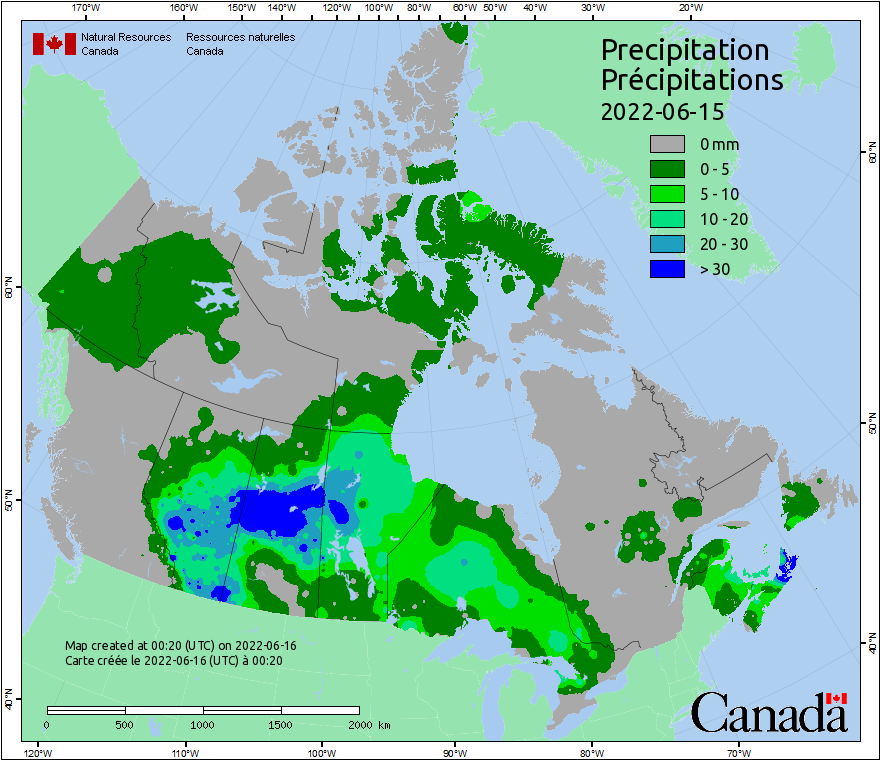 170°W 160°W 150°W 140°W 130°W 120°W 110°W 100°W 90°W 80°W 60°W 50°W 40°W 30°W 20°W
Natural Resources Canada
Ressources naturelles Canada
Precipitation
Précipitations
2022-06-15
0 mm
0 - 5
5 - 10
10 - 20
20 - 30
> 30
60°N
50°N
40°N
60°N
50°N
40°N
Map created at 00:20 (UTC) on 2022-06-16
Carte créée le 2022-06-16 (UTC) à 00:20
0 500 1000 1500 2000 km
Canada
120°W 110°W 100°W 90°W 80°W 70°W